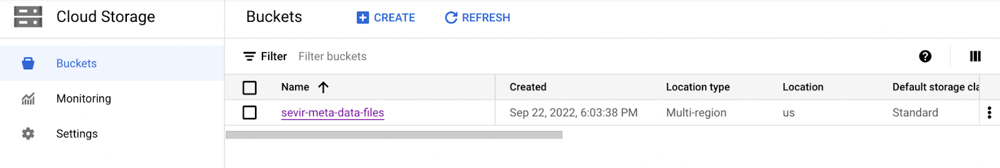 Cloud Storage
Buckets
Monitoring
Settings
Buckets CREATE REFRESH
Filter Filter buckets
Name Created Location type Location Default storage cla
sevir-meta-data-files Sep 22, 2022, 6:03:38 PM Multi-region us Standard